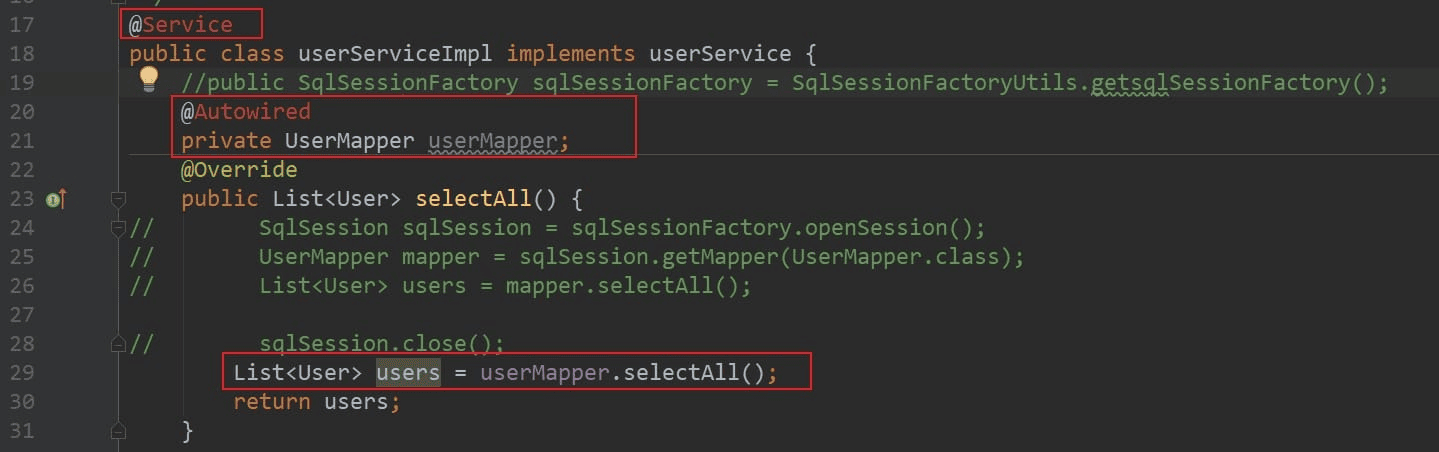 17 @Service
18 public class userServiceImpl implements userService {
19 //public SqlSessionFactory sqlSessionFactory = SqlSessionFactoryUtils.getsqlSessionFactory();
20 @Autowired
21 private UserMapper userMapper;
22 @Override
23 public List<User> selectAll() {
24 // SqlSession sqlSession = sqlSessionFactory.openSession();
25 // UserMapper mapper = sqlSession.getMapper(UserMapper.class);
26 // List<User> users = mapper.selectAll();
27
28 // sqlSession.close();
29 List<User> users = userMapper.selectAll();
30 return users;
31 }